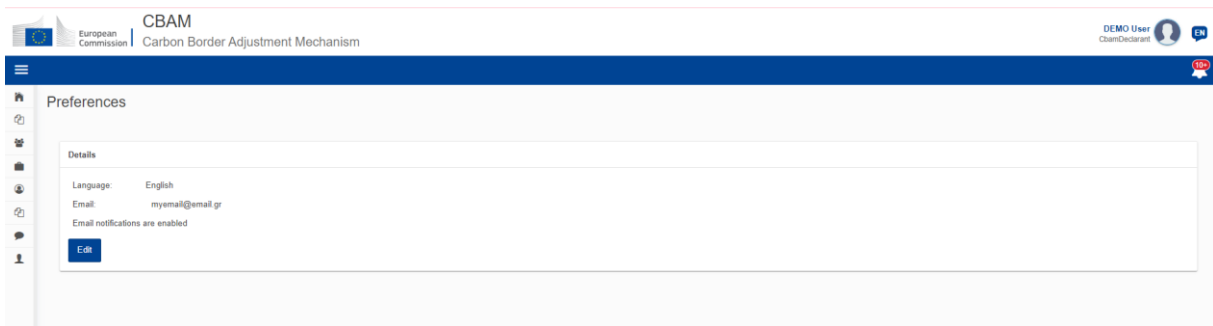 European
Commission
CBAM
Carbon Border Adjustment Mechanism
DEMO User
CbamDeclarant
EN
10+
Preferences
Details
Language: English
Email: myemail@email.gr
Email notifications are enabled
Edit